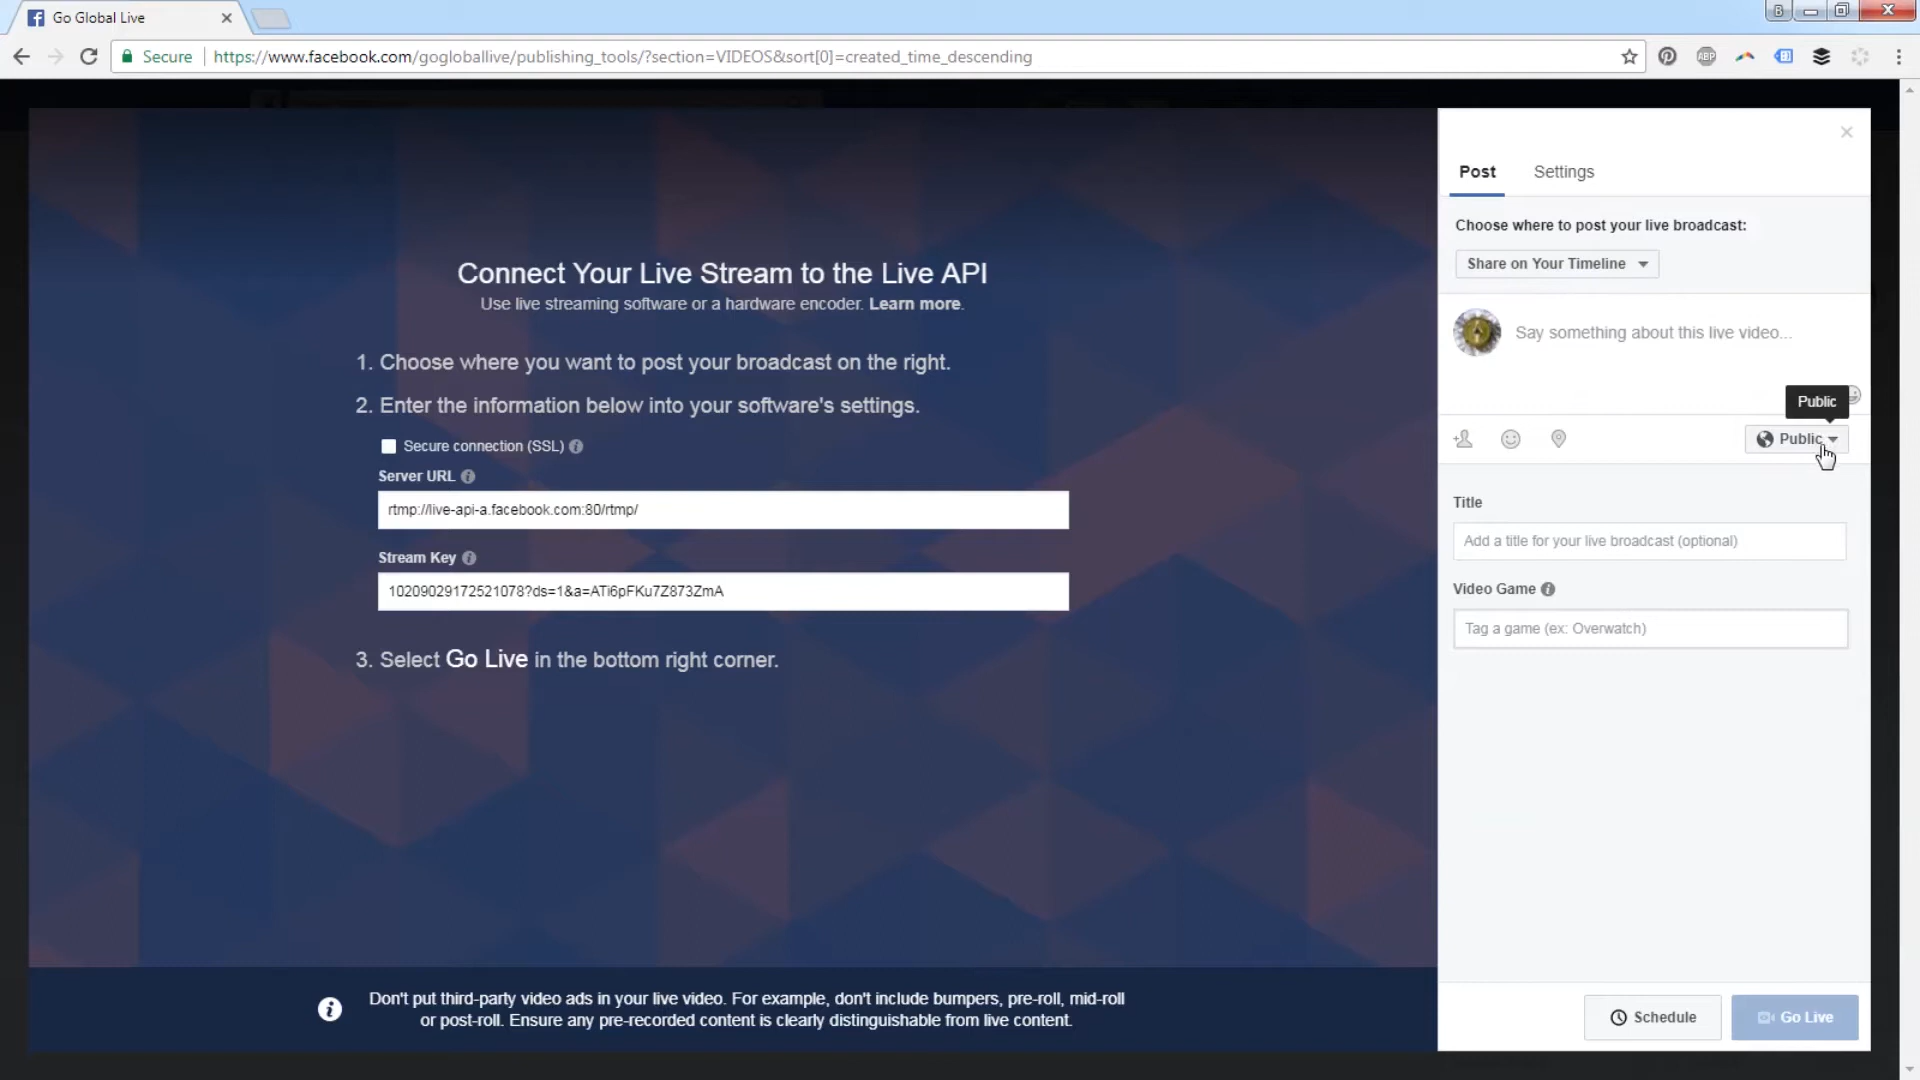 Go Global Live
B
Secure
https://www.facebook.com/gogloballive/publishing_tools/?section=VIDEOS&sort[0]=created_time_descending
ABP
Connect Your Live Stream to the Live API
Use live streaming software or a hardware encoder. Learn more.
1. Choose where you want to post your broadcast on the right.
2. Enter the information below into your software's settings.
Secure connection (SSL)
Server URL
rtmp://live-api-a.facebook.com:80/rtmp/
Stream Key
10209029172521078?ds=1&a=ATi6pFKu7Z873ZmA
3. Select Go Live in the bottom right corner.
Don't put third-party video ads in your live video. For example, don't include bumpers, pre-roll, mid-roll
or post-roll. Ensure any pre-recorded content is clearly distinguishable from live content.
Post
Settings
Choose where to post your live broadcast:
Share on Your Timeline
Say something about this live video...
Public
Public
Title
Add a title for your live broadcast (optional)
Video Game
Tag a game (ex: Overwatch)
Schedule
Go Live